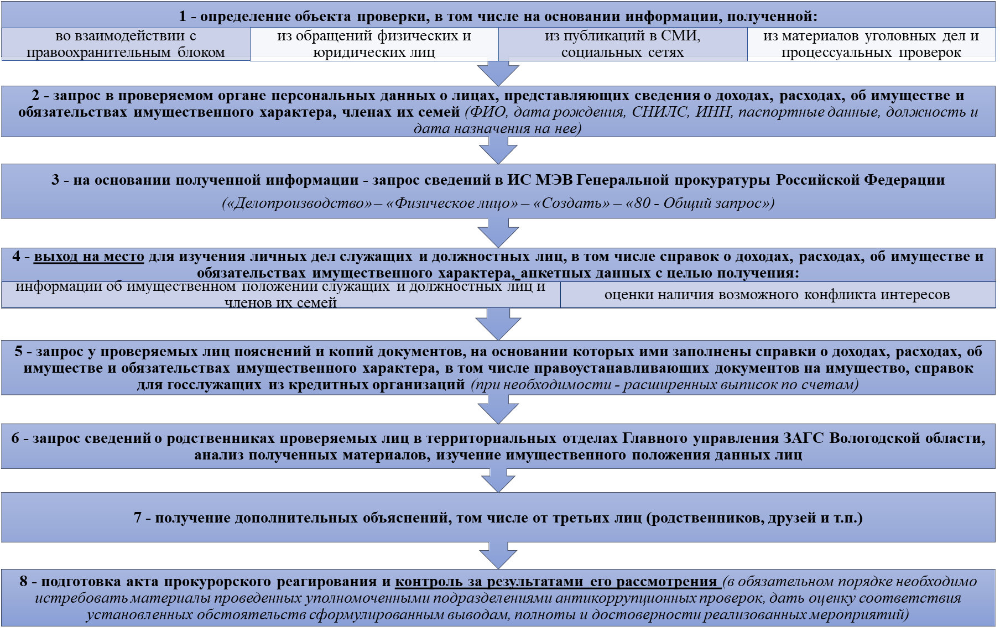 1 - определение объекта проверки, в том числе на основании информации, полученной:
во взаимодействии с
правоохранительным блоком
из обращений физических и
юридических лиц
из публикаций в СМИ,
социальных сетях
из материалов уголовных дел и
процессуальных проверок
2 - запрос в проверяемом органе персональных данных о лицах, представляющих сведения о доходах, расходах, об имуществе и
обязательствах имущественного характера, членах их семей (ФИО, дата рождения, СНИЛС, ИНН, паспортные данные, должность и
дата назначения на нее)
3 - на основании полученной информации - запрос сведений в ИС МЭВ Генеральной прокуратуры Российской Федерации
(«Делопроизводство» – «Физическое лицо» – «Создать» – «80 - Общий запрос»)
4 - выход на место для изучения личных дел служащих и должностных лиц, в том числе справок о доходах, расходах, об имуществе и
обязательствах имущественного характера, анкетных данных с целью получения:
информации об имущественном положении служащих и должностных лиц и
членов их семей
оценки наличия возможного конфликта интересов
5 - запрос у проверяемых лиц пояснений и копий документов, на основании которых ими заполнены справки о доходах, расходах, об
имуществе и обязательствах имущественного характера, в том числе правоустанавливающих документов на имущество, справок
для госслужащих из кредитных организаций (при необходимости - расширенных выписок по счетам)
6 - запрос сведений о родственниках проверяемых лиц в территориальных отделах Главного управления ЗАГС Вологодской области,
анализ полученных материалов, изучение имущественного положения данных лиц
7 - получение дополнительных объяснений, том числе от третьих лиц (родственников, друзей и т.п.)
8 - подготовка акта прокурорского реагирования и контроль за результатами его рассмотрения (в обязательном порядке необходимо
истребовать материалы проведенных уполномоченными подразделениями антикоррупционных проверок, дать оценку соответствия
установленных обстоятельств сформулированным выводам, полноты и достоверности реализованных мероприятий)